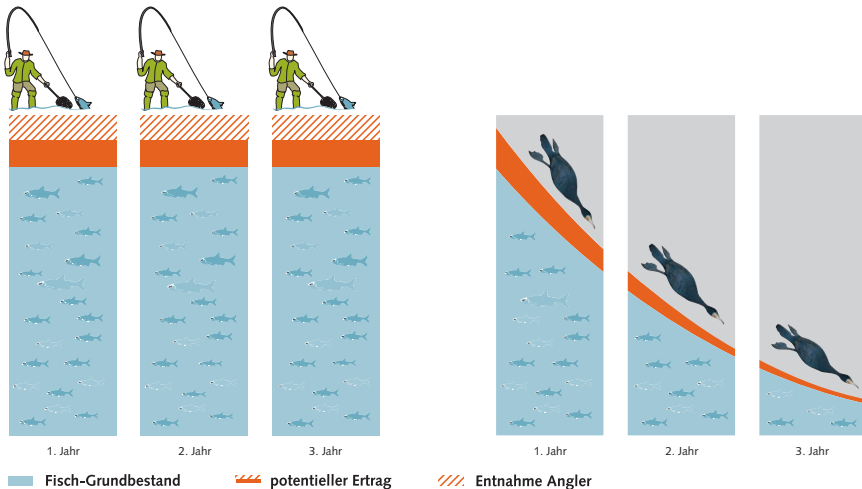 1. Jahr 2. Jahr 3. Jahr 1. Jahr 2. Jahr 3. Jahr
Fisch-Grundbestand potentieller Ertrag Entnahme Angler